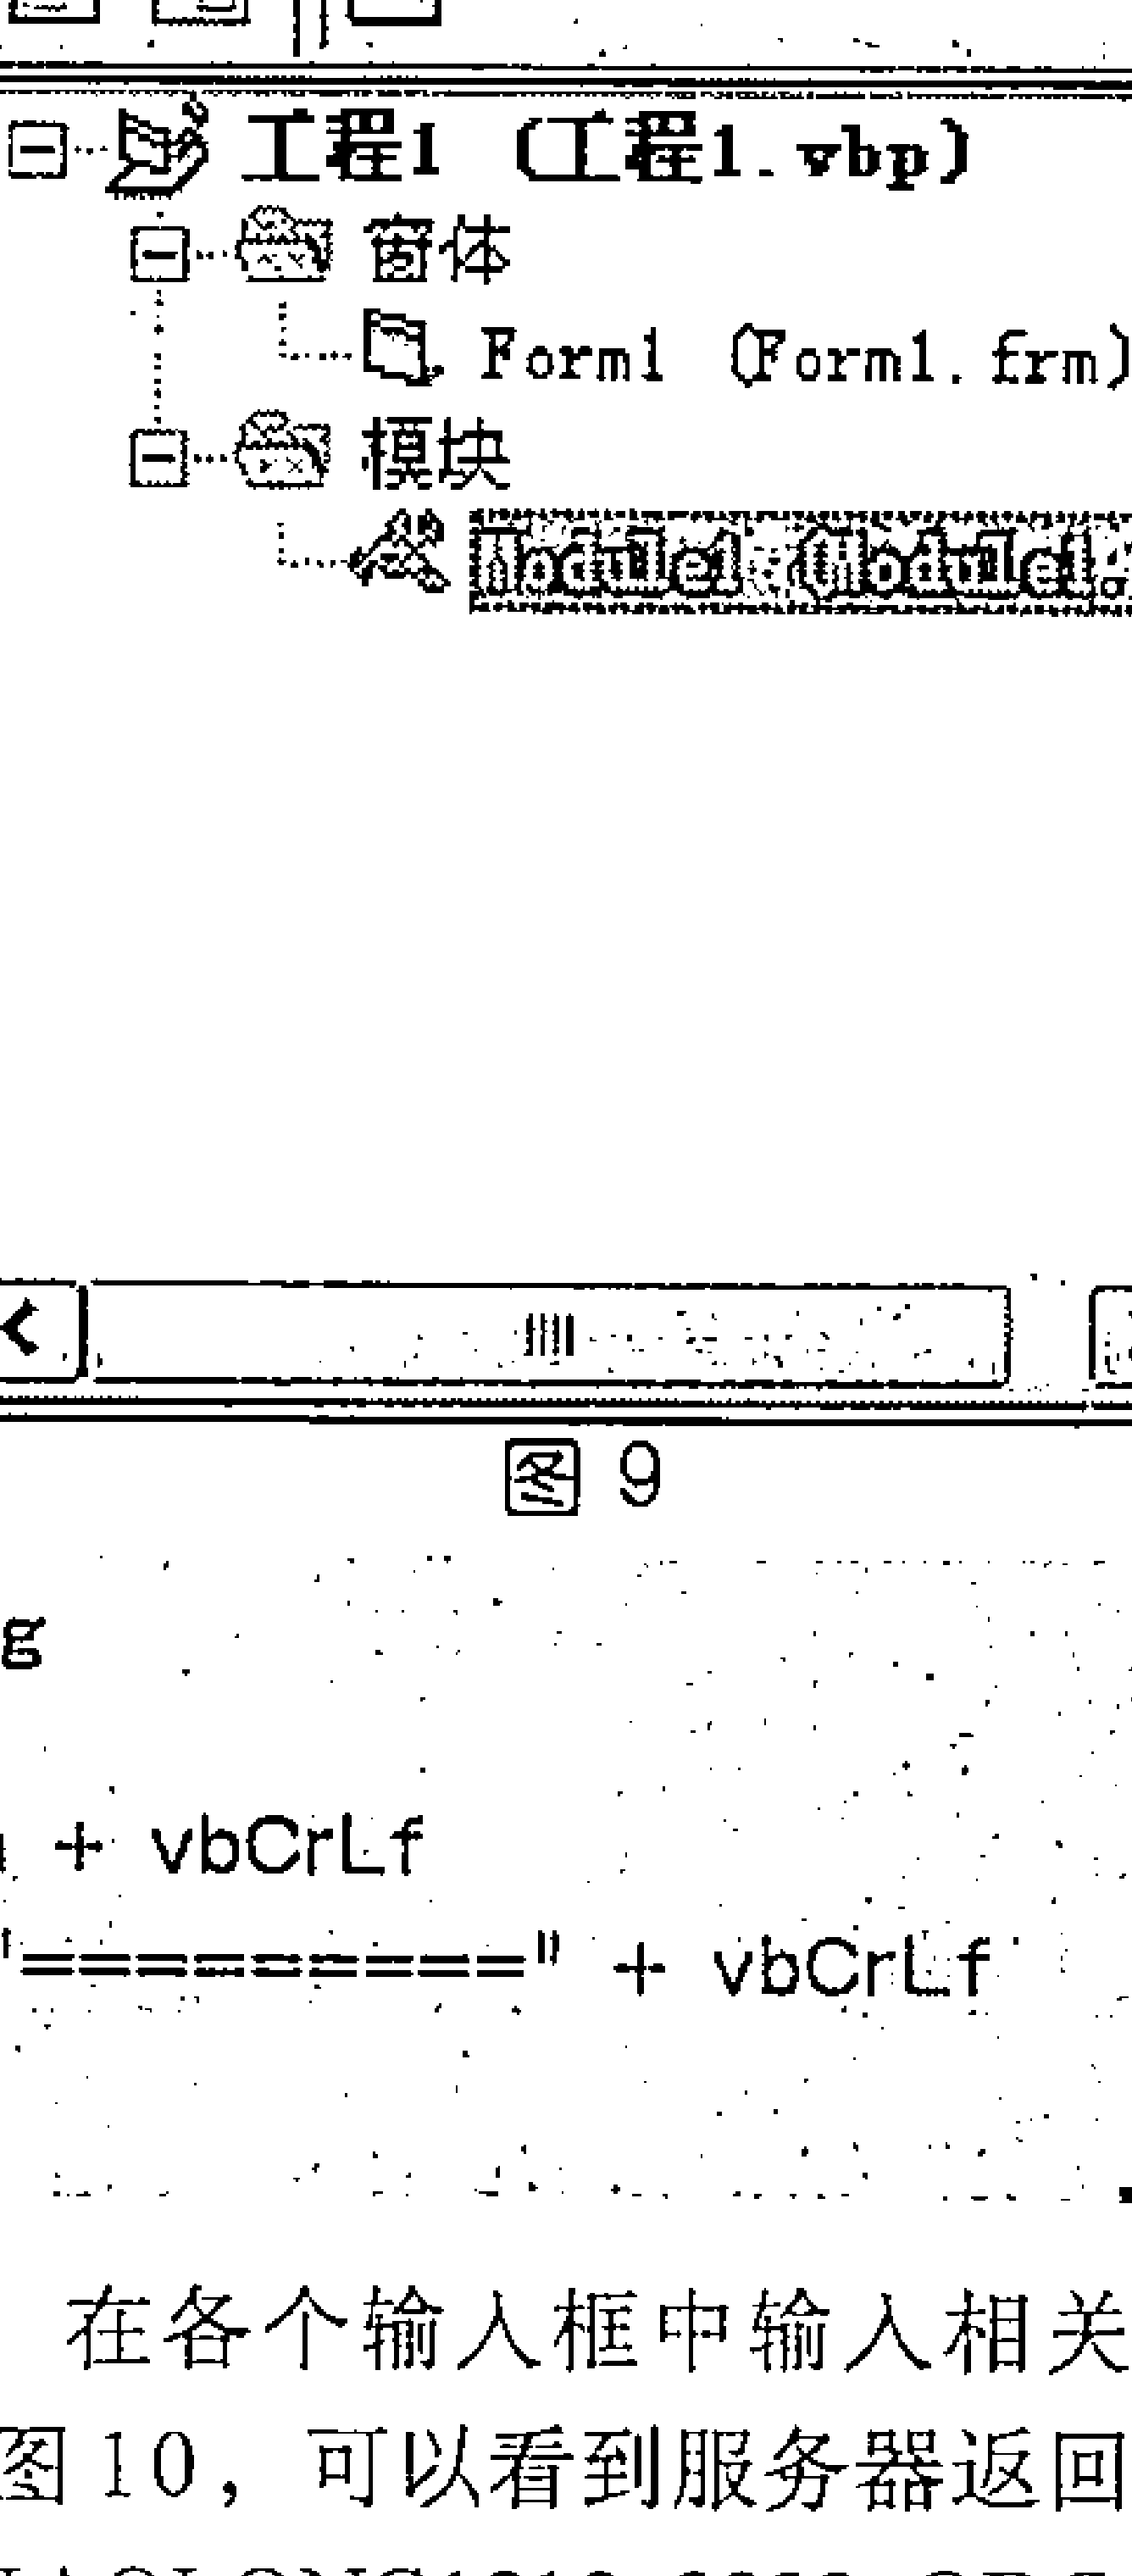 工程1 (工程1.vbp)
窗体
Form1 (Form1.frm)
模块
Module1 (Module1.
图 9
g
+ vbCrLf
"=========" + vbCrLf
在各个输入框中输入相关
图 10，可以看到服务器返回